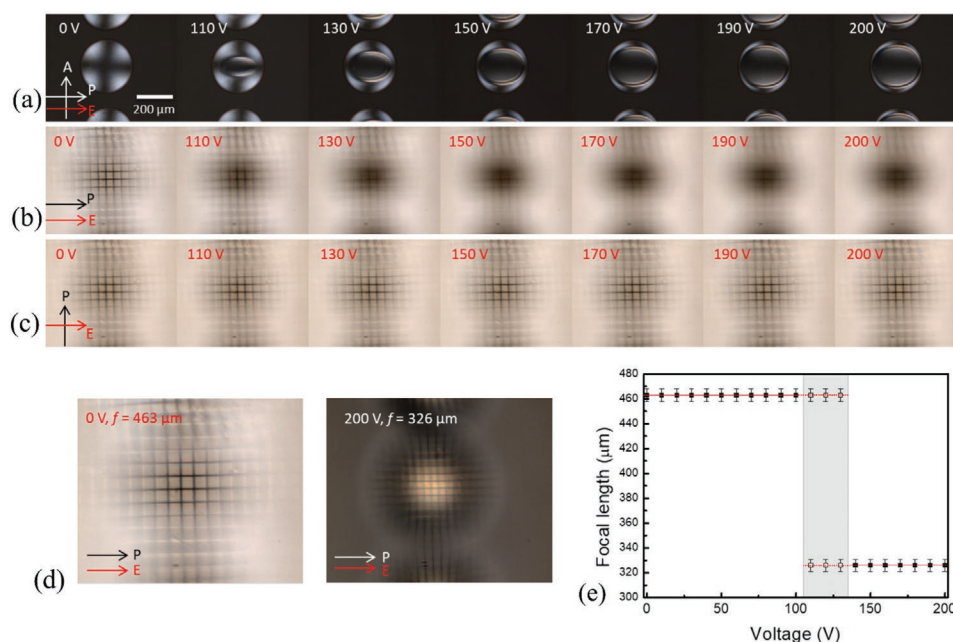 0 V 110 V 130 V 150 V 170 V 190 V 200 V
A
P
E
200 μm
(a)
0 V 110 V 130 V 150 V 170 V 190 V 200 V
P
E
(b)
0 V 110 V 130 V 150 V 170 V 190 V 200 V
P
E
(c)
0 V, f = 463 μm
P
E
200 V, f = 326 μm
P
E
(d)
480
460
440
420
400
380
360
340
320
300
Focal length (μm)
0 50 100 150 200
Voltage (V)
(e)